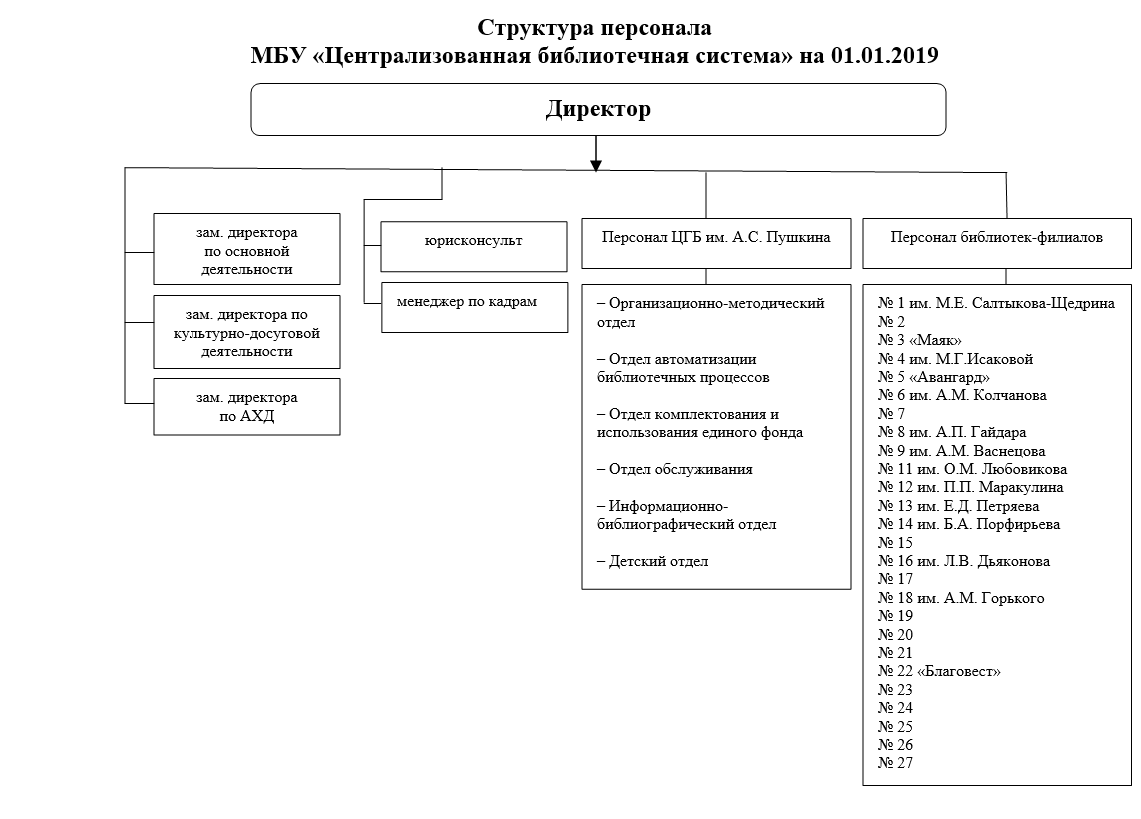 Структура персонала
МБУ «Централизованная библиотечная система» на 01.01.2019
Директор
зам. директора
по основной
деятельности
зам. директора по
культурно-досуговой
деятельности
зам. директора
по АХД
юрисконсульт
менеджер по кадрам
Персонал ЦГБ им. А.С. Пушкина
– Организационно-методический
отдел
– Отдел автоматизации
библиотечных процессов
– Отдел комплектования и
использования единого фонда
– Отдел обслуживания
– Информационно-
библиографический отдел
– Детский отдел
Персонал библиотек-филиалов
№ 1 им. М.Е. Салтыкова-Щедрина
№ 2
№ 3 «Маяк»
№ 4 им. М.Г.Исаковой
№ 5 «Авангард»
№ 6 им. А.М. Колчанова
№ 7
№ 8 им. А.П. Гайдара
№ 9 им. А.М. Васнецова
№ 11 им. О.М. Любовикова
№ 12 им. П.П. Маракулина
№ 13 им. Е.Д. Петряева
№ 14 им. Б.А. Порфирьева
№ 15
№ 16 им. Л.В. Дьяконова
№ 17
№ 18 им. А.М. Горького
№ 19
№ 20
№ 21
№ 22 «Благовест»
№ 23
№ 24
№ 25
№ 26
№ 27